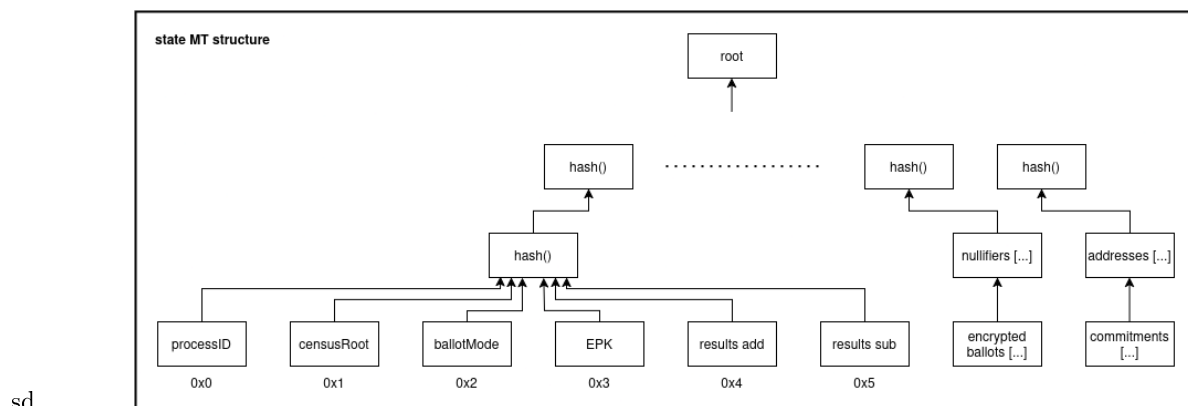 state MT structure
root
hash()
hash()
hash()
hash()
nullifiers [...]
addresses [...]
processID
censusRoot
ballotMode
EPK
results add
results sub
encrypted
ballots [...]
commitments
[...]
0x0
0x1
0x2
0x3
0x4
0x5
sd